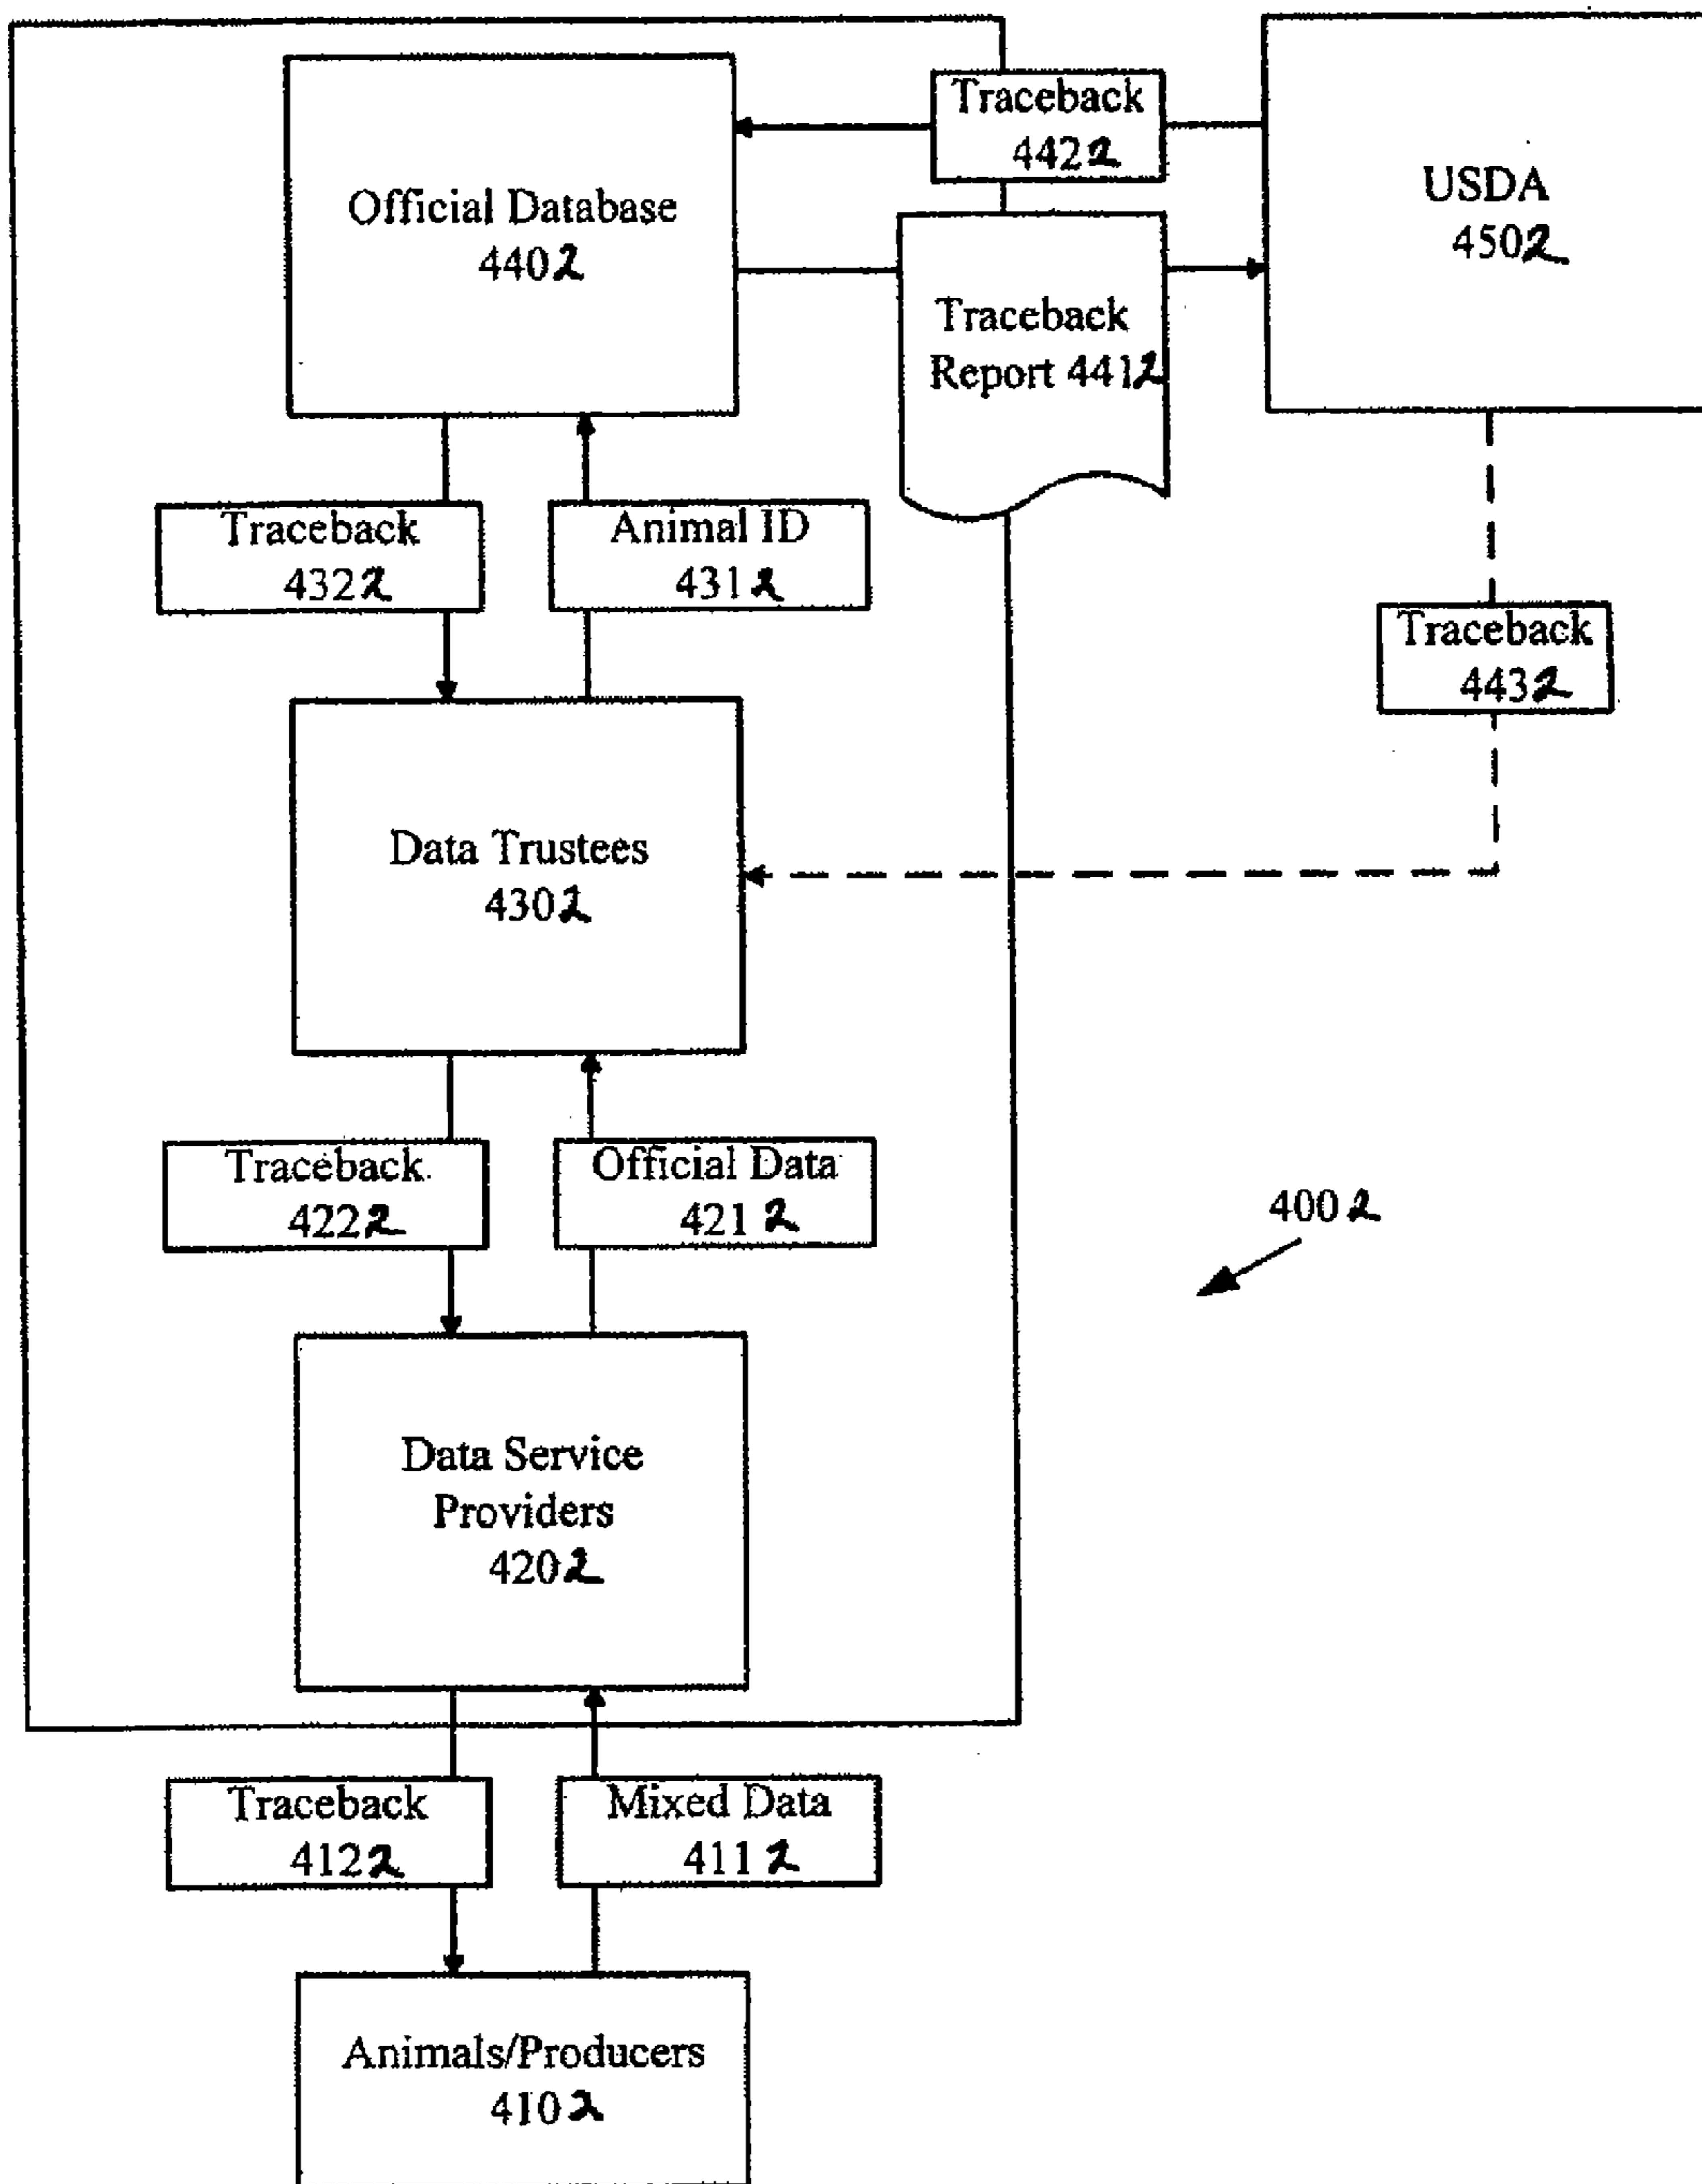 Traceback
4422
Official Database
4402
USDA
4502
Traceback
Report 4412
Traceback
4322
Animal ID
4312
Traceback
4432
Data Trustees
4302
Traceback
4222
Official Data
4212
4002
Data Service
Providers
4202
Traceback
4122
Mixed Data
4112
Animals/Producers
4102